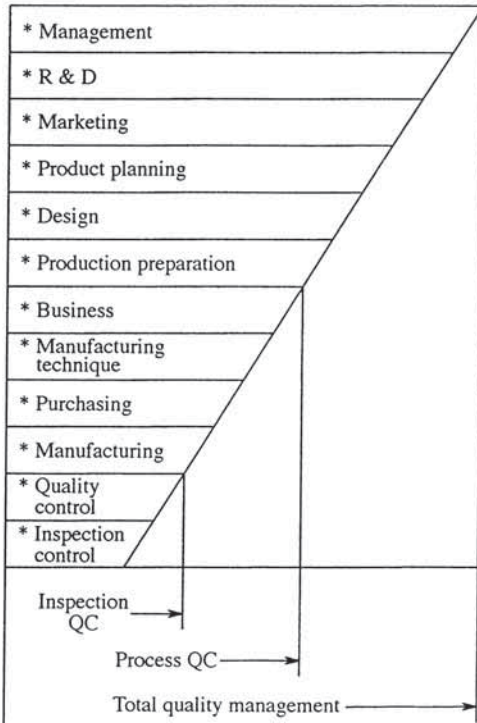 * Management
* R & D
* Marketing
* Product planning
* Design
* Production preparation
* Business
* Manufacturing
technique
* Purchasing
* Manufacturing
* Quality
control
* Inspection
control
Inspection
QC
Process QC
Total quality management